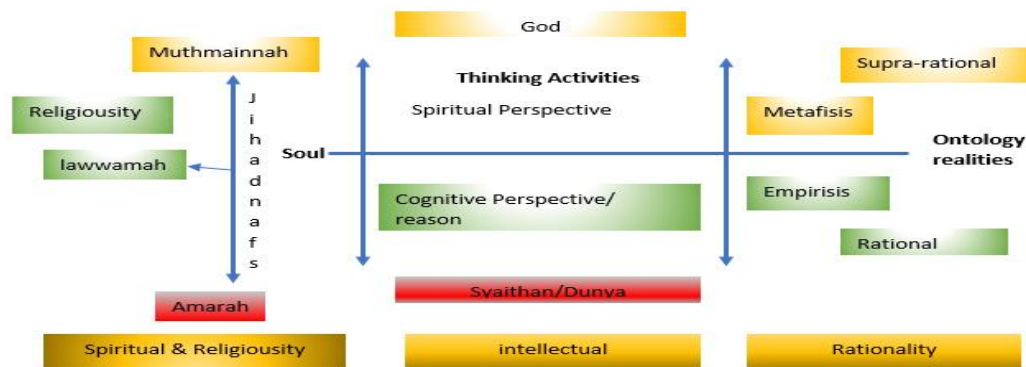 God
Muthmainnah
Supra-rational
Thinking Activities
Spiritual Perspective
Religiousity
Metafisis
Jihadnafs
Soul
Ontology
realities
lawwamah
Cognitive Perspective/
reason
Empirisis
Rational
Syaithan/Dunya
Amarah
Spiritual & Religiousity
intellectual
Rationality